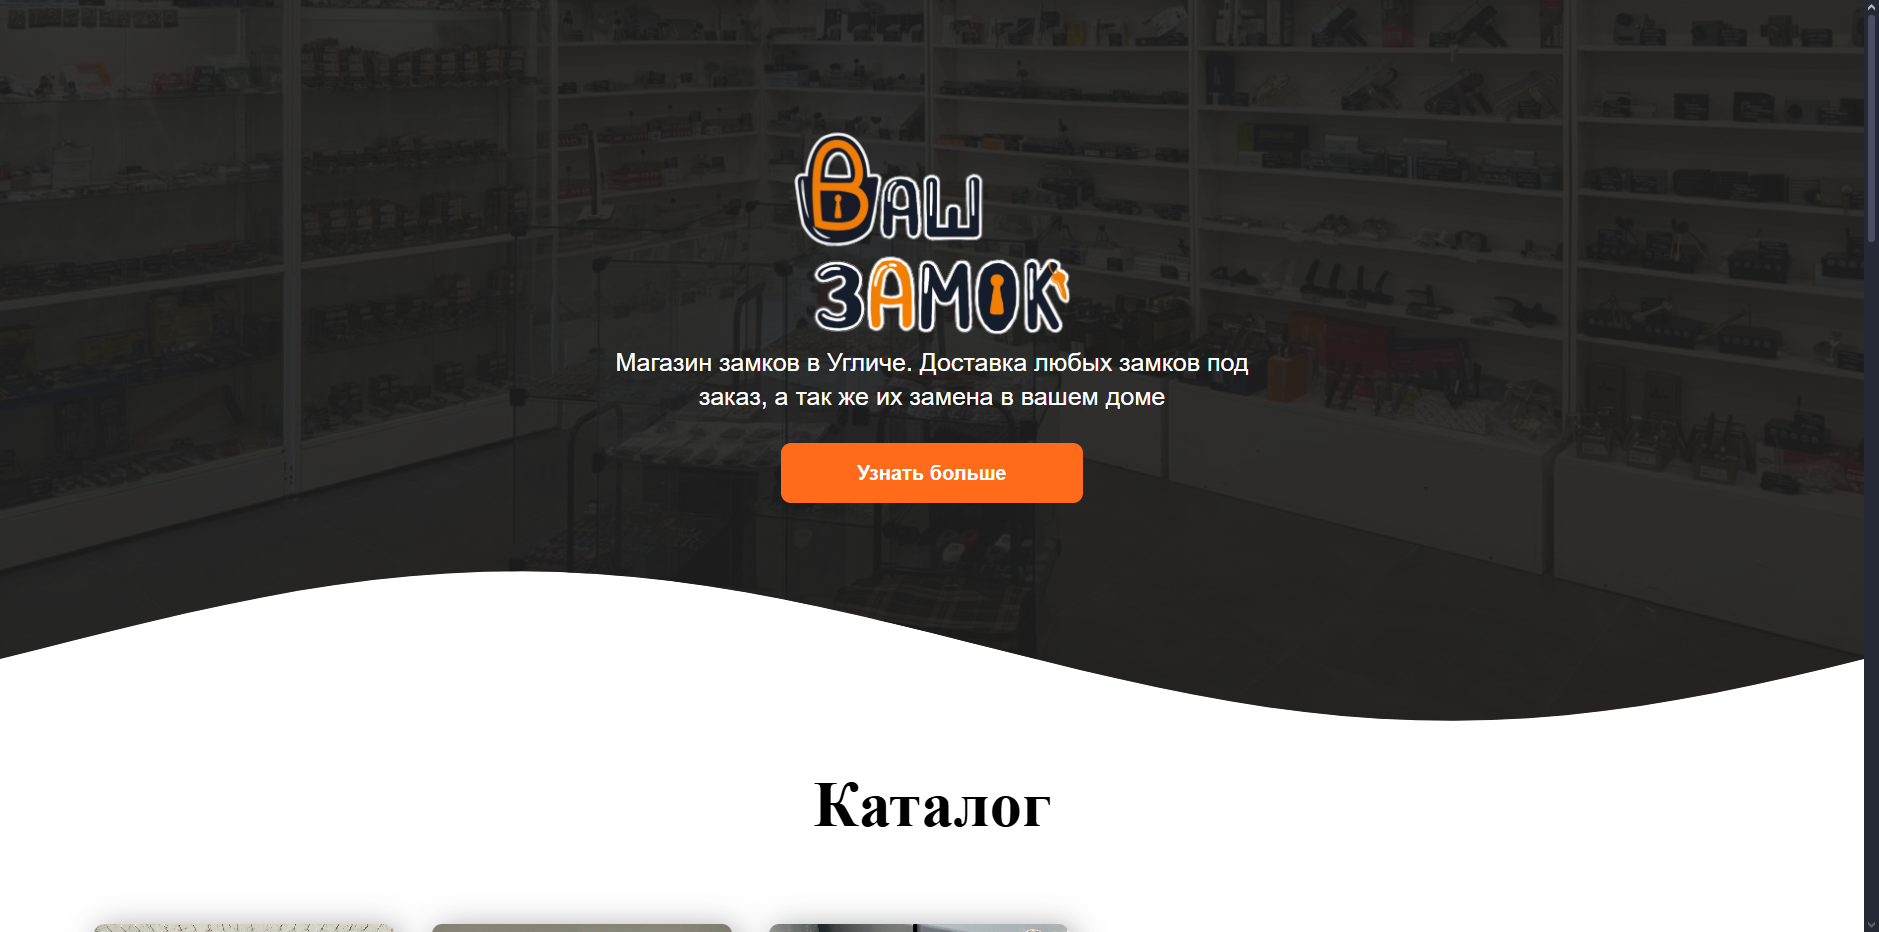 Ваш
ЗАМОК
Магазин замков в Угличе. Доставка любых замков под
заказ, а так же их замена в вашем доме
Узнать больше
Каталог